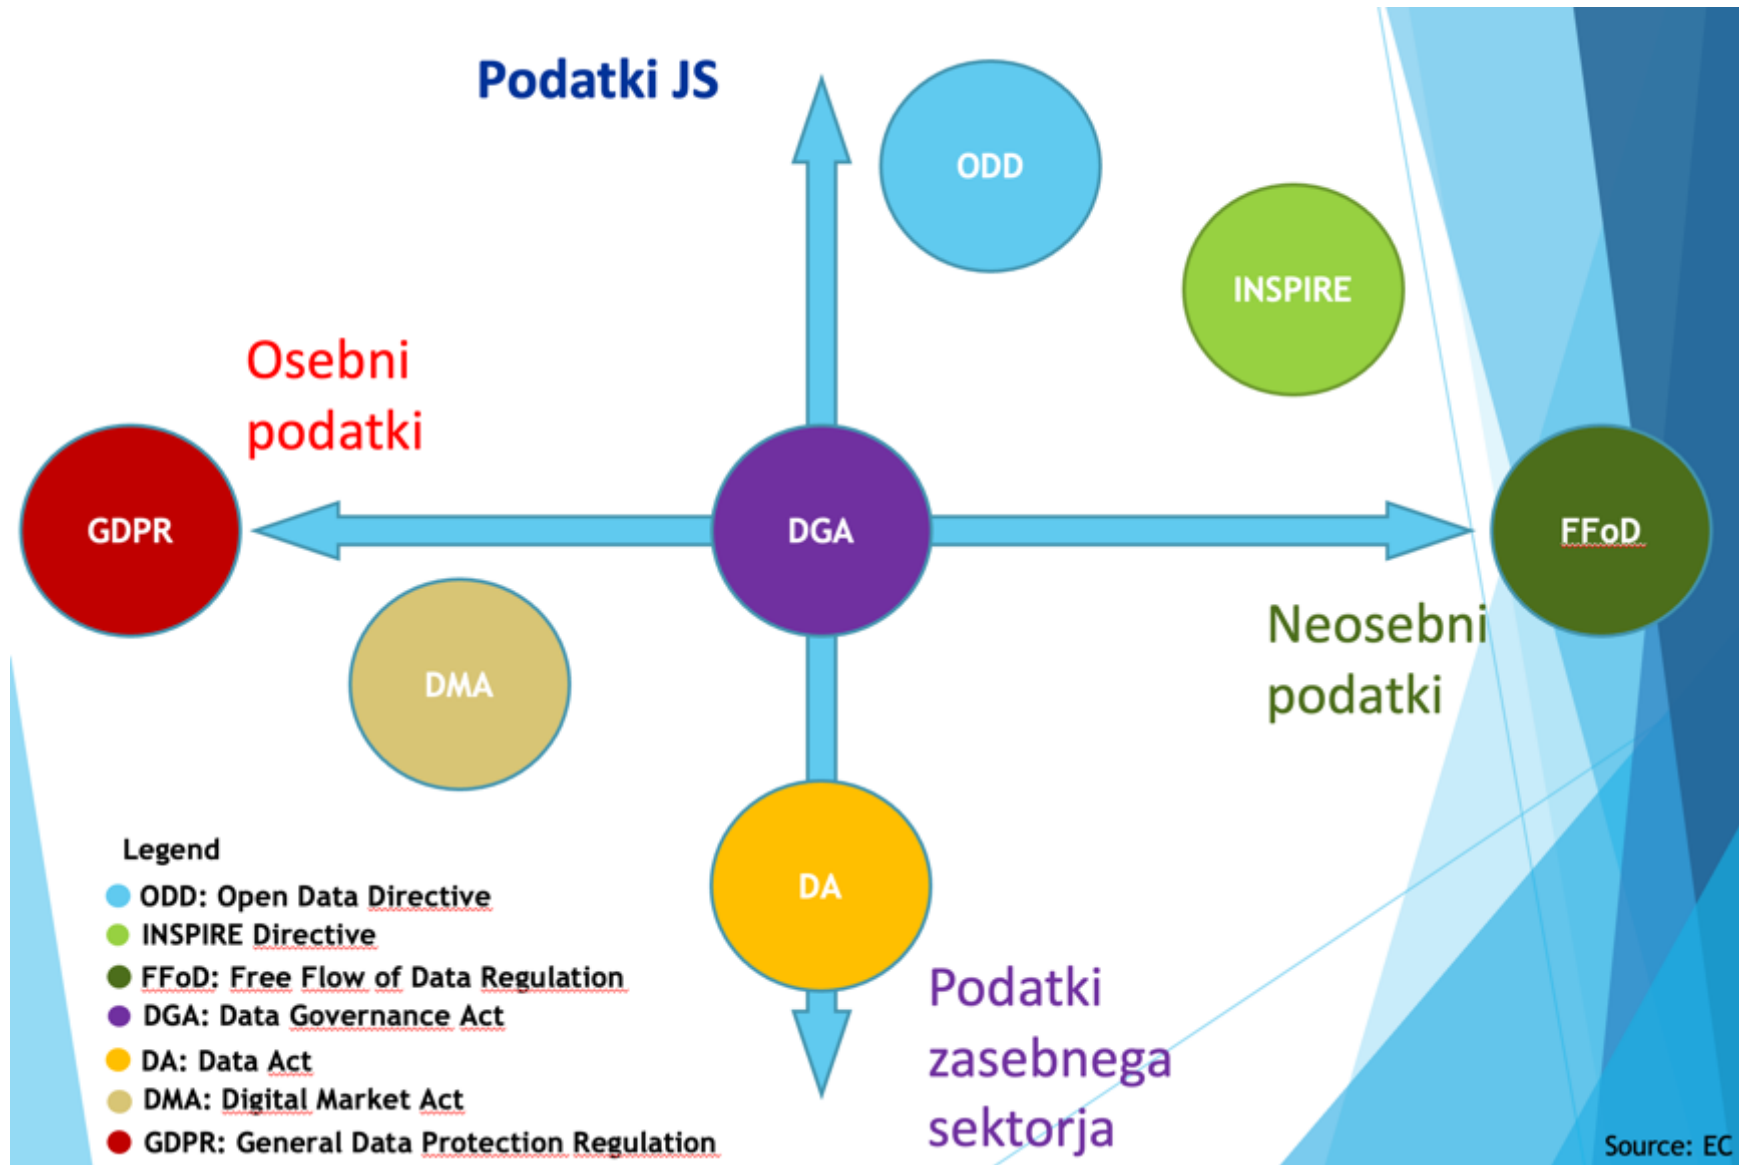 Podatki JS
ODD
INSPIRE
Osebni
podatki
GDPR
DGA
FFoD
DMA
Neosebni
podatki
DA
Podatki
zasebnega
sektorja
Legend
ODD: Open Data Directive
INSPIRE Directive
FFoD: Free Flow of Data Regulation
DGA: Data Governance Act
DA: Data Act
DMA: Digital Market Act
GDPR: General Data Protection Regulation
Source: EC